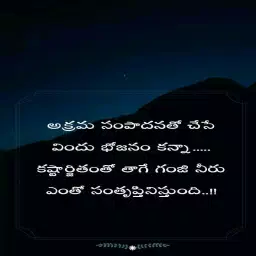 అక్రమ సంపాదనతో చేసే
విందు భోజనం కన్నా.....
కష్టార్జితంతో తాగే గంజి నీరు
ఎంతో సంతృప్తినిస్తుంది..!!